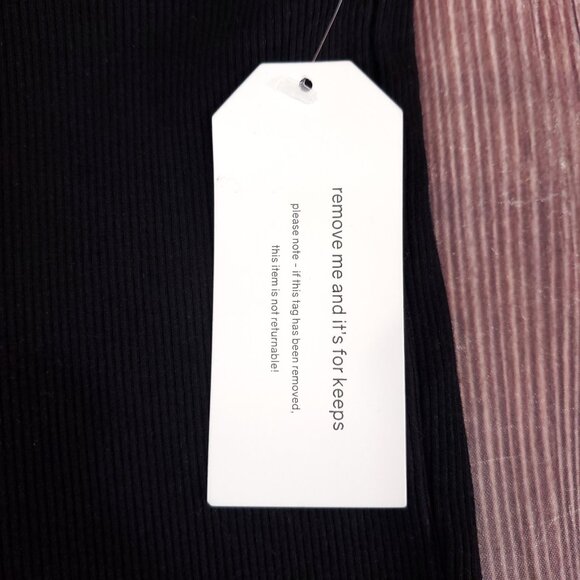 remove me and it's for keeps
please note - if this tag has been removed,
this item is not returnable!